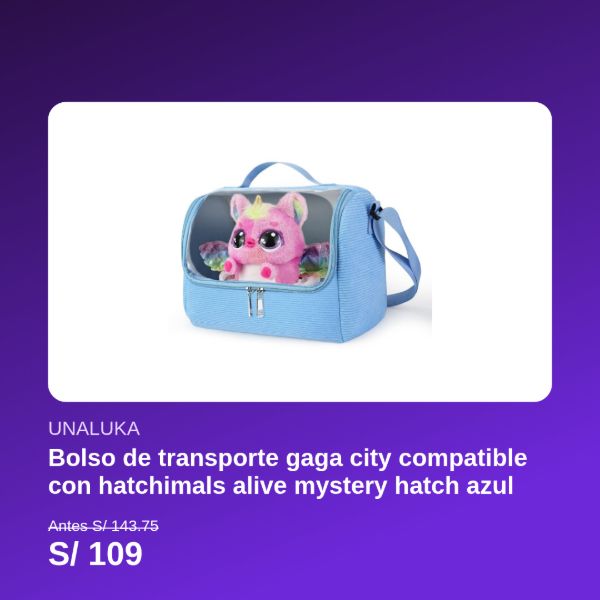 UNALUKA
Bolso de transporte gaga city compatible
con hatchimals alive mystery hatch azul
Antes S/ 143.75
S/ 109